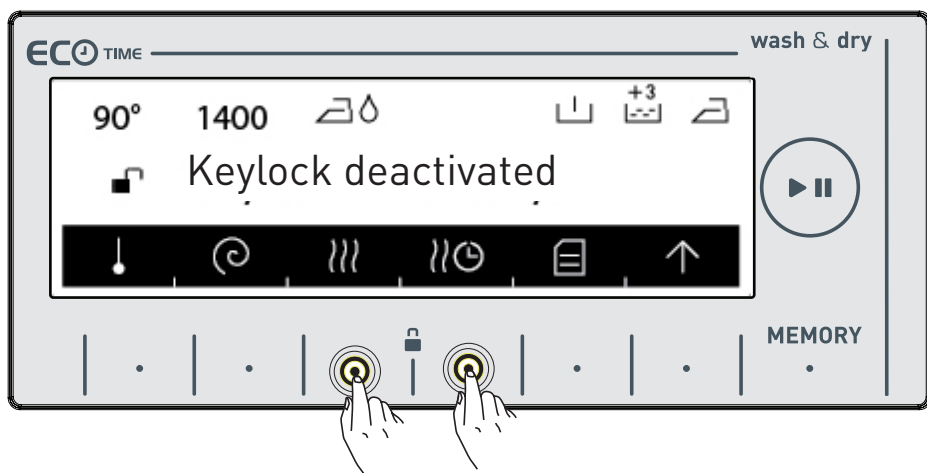 ECO TIME
wash & dry
90° 1400
+3
Keylock deactivated
MEMORY